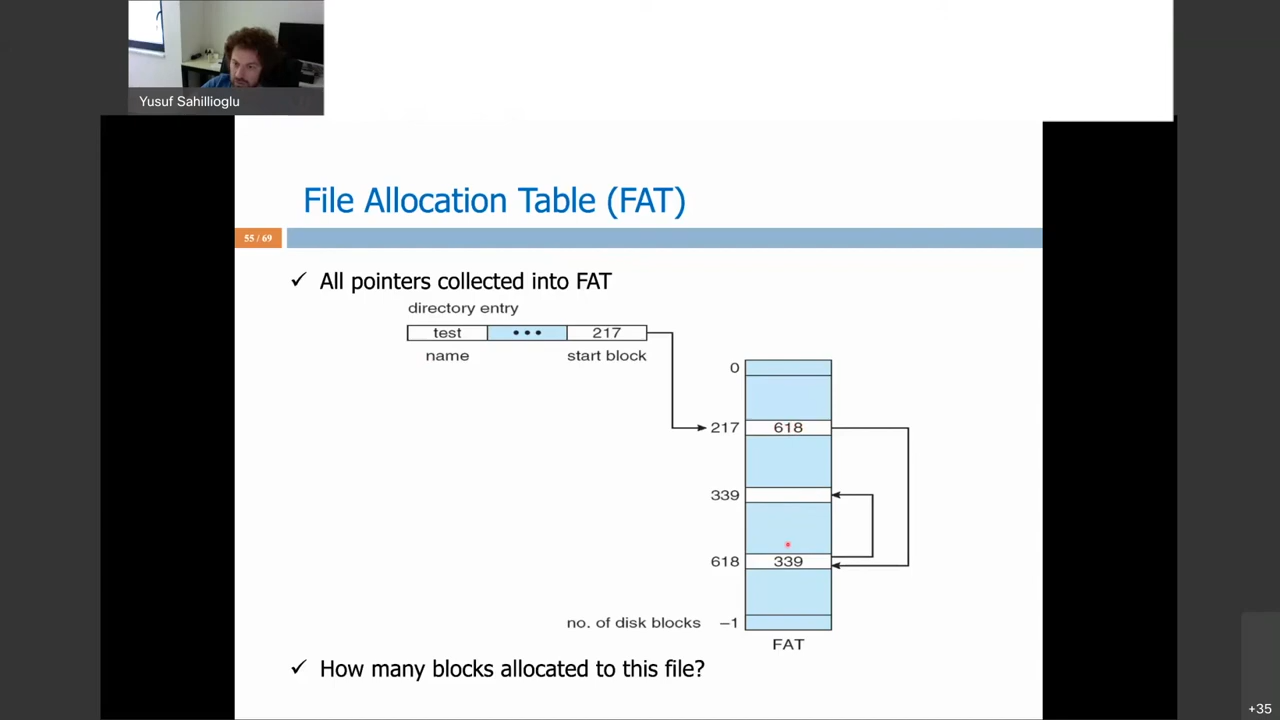 Yusuf Sahillioglu
File Allocation Table (FAT)
55 / 69
✓ All pointers collected into FAT
directory entry
test ••• 217
name start block
0
217 618
339
618 339
no. of disk blocks –1
FAT
✓ How many blocks allocated to this file?
+35